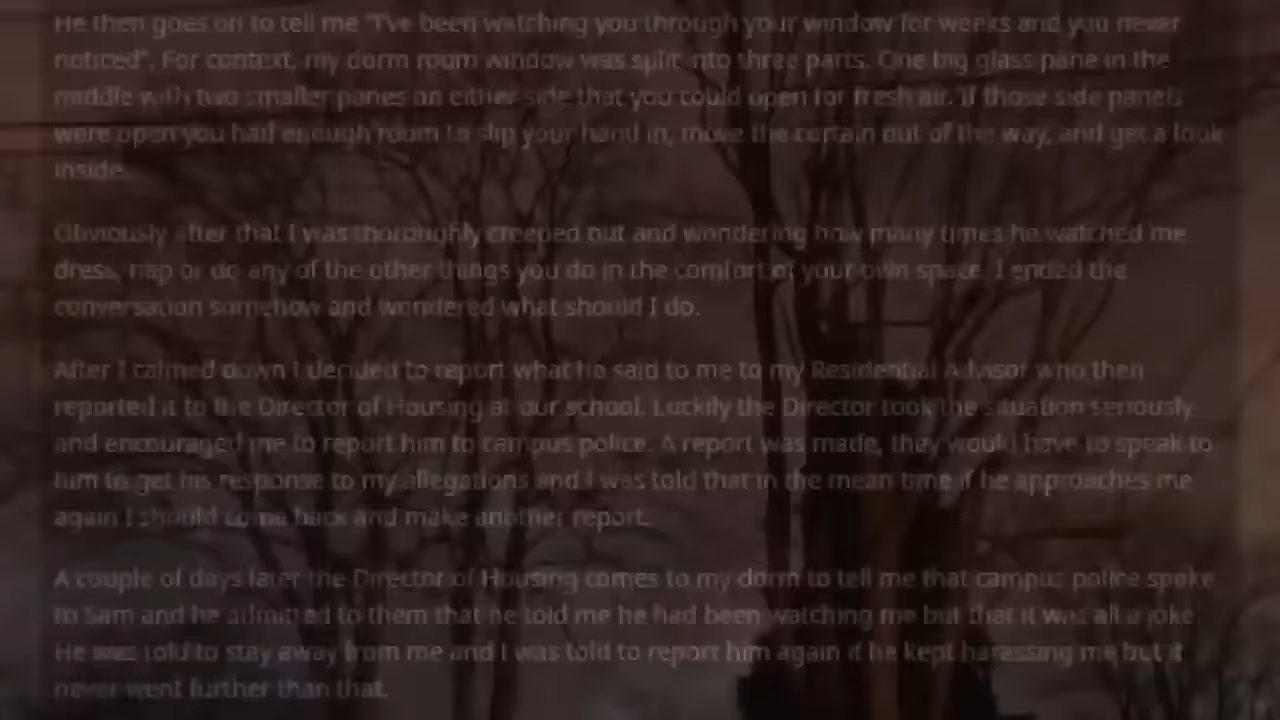 He then goes on to tell me "I've been watching you through your window for weeks and you never
noticed". For context, my dorm room window was split into three parts. One big glass pane in the
middle with two smaller panes on either side that you could open for fresh air. If those side panels
were open you had enough room to slip your hand in, move the curtain out of the way, and get a look
inside.
Obviously after that I was thoroughly creeped out and wondering how many times he watched me
dress, nap or do any of the other things you do in the comfort of your own space. I ended the
conversation somehow and wondered what should I do.
After I calmed down I decided to report what he said to me to my Residential Advisor who then
reported it to the Director of Housing at our school. Luckily the Director took the situation seriously
and encouraged me to report him to campus police. A report was made, they would have to speak to
him to get his response to my allegations and I was told that in the mean time if he approaches me
again I should come back and make another report.
A couple of days later the Director of Housing comes to my dorm to tell me that campus police spoke
to Sam and he admitted to them that he told me he had been watching me but that it was all a joke.
He was told to stay away from me and I was told to report him again if he kept haressing me but it
never went further than that.